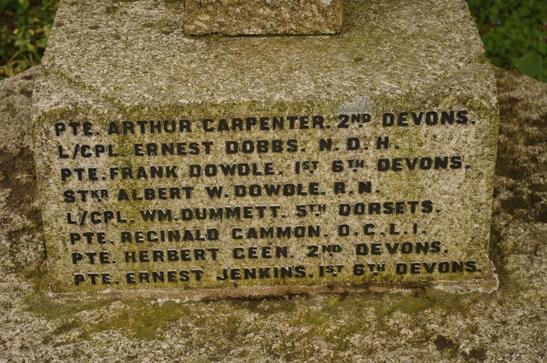 PTE. ARTHUR CARPENTER. 2ND DEVONS.
L/CPL. ERNEST DOBBS. N.D.H.
PTE. FRANK DOWDLE. 1ST 6TH DEVONS.
STKR ALBERT W. DOWDLE. R.N.
L/CPL. WM. DUMMETT. 5TH DORSETS.
PTE. REGINALD GAMMON. D.C.L.I.
PTE. HERBERT GEEN. 2ND DEVONS.
PTE. ERNEST JENKINS. 1ST 6TH DEVONS.